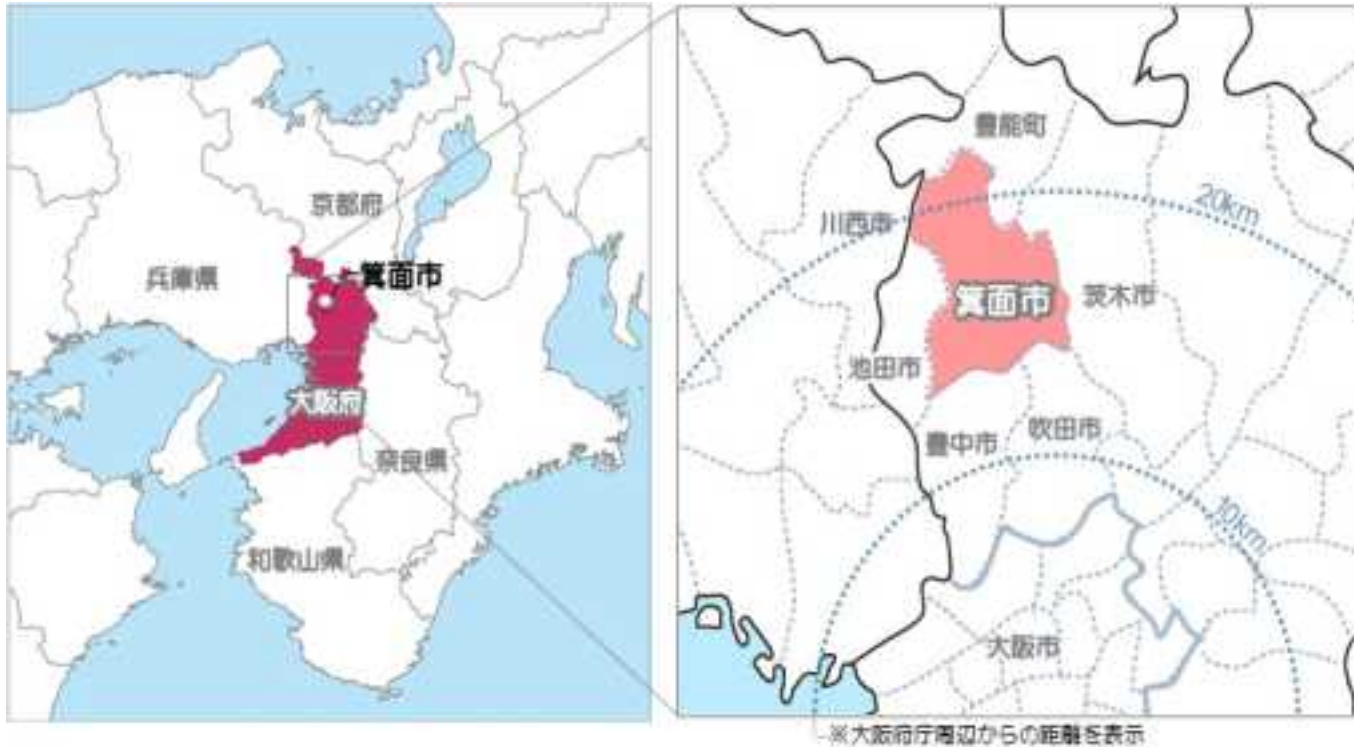 京都府
兵庫県
箕面市
大阪府
奈良県
和歌山県
豊能町
川西市
20km
箕面市
茨木市
池田市
豊中市
吹田市
10km
大阪市
※大阪府庁周辺からの距離を表示